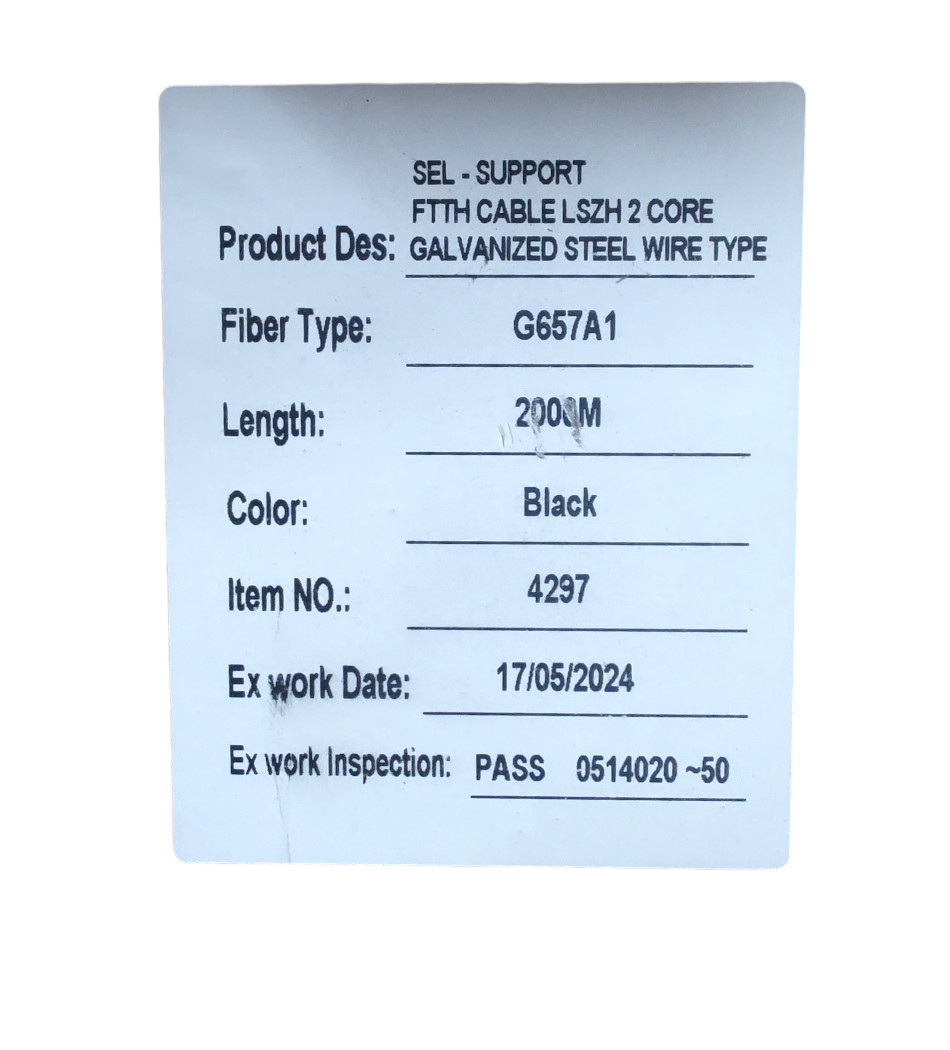 SEL - SUPPORT
FTTH CABLE LSZH 2 CORE
Product Des: GALVANIZED STEEL WIRE TYPE
Fiber Type: G657A1
Length: 2000M
Color: Black
Item NO.: 4297
Ex work Date: 17/05/2024
Ex work Inspection: PASS 0514020 ~50